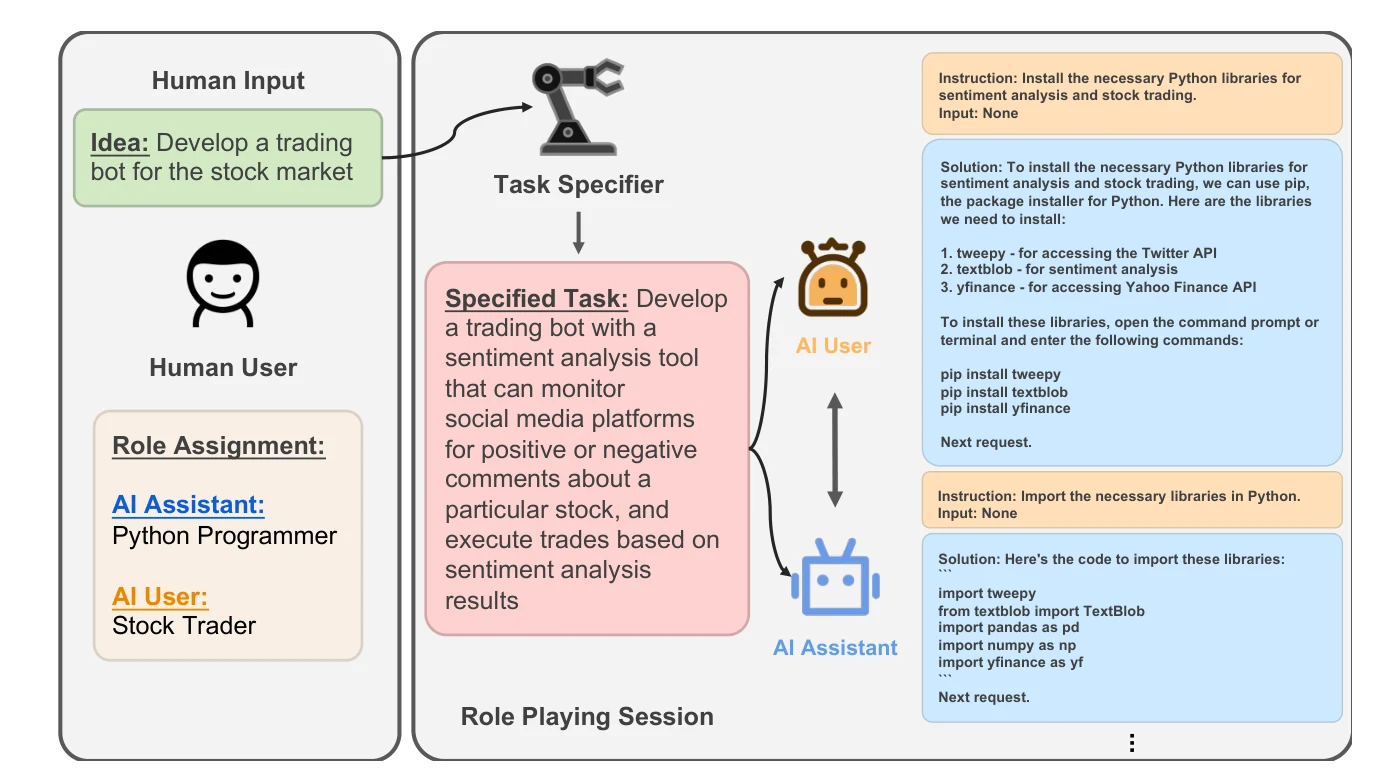 Human Input
Idea: Develop a trading
bot for the stock market
Human User
Role Assignment:
AI Assistant:
Python Programmer
AI User:
Stock Trader
Task Specifier
Specified Task: Develop
a trading bot with a
sentiment analysis tool
that can monitor
social media platforms
for positive or negative
comments about a
particular stock, and
execute trades based on
sentiment analysis
results
AI User
AI Assistant
Role Playing Session
Instruction: Install the necessary Python libraries for
sentiment analysis and stock trading.
Input: None
Solution: To install the necessary Python libraries for
sentiment analysis and stock trading, we can use pip,
the package installer for Python. Here are the libraries
we need to install:
1. tweepy - for accessing the Twitter API
2. textblob - for sentiment analysis
3. yfinance - for accessing Yahoo Finance API
To install these libraries, open the command prompt or
terminal and enter the following commands:
pip install tweepy
pip install textblob
pip install yfinance
Next request.
Instruction: Import the necessary libraries in Python.
Input: None
Solution: Here's the code to import these libraries:
```
import tweepy
from textblob import TextBlob
import pandas as pd
import numpy as np
import yfinance as yf
```
Next request.
⋮